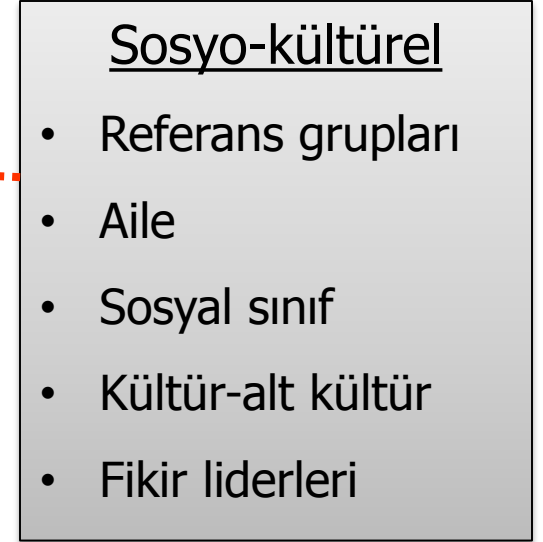 Sosyo-kültürel
• Referans grupları
• Aile
• Sosyal sınıf
• Kültür-alt kültür
• Fikir liderleri